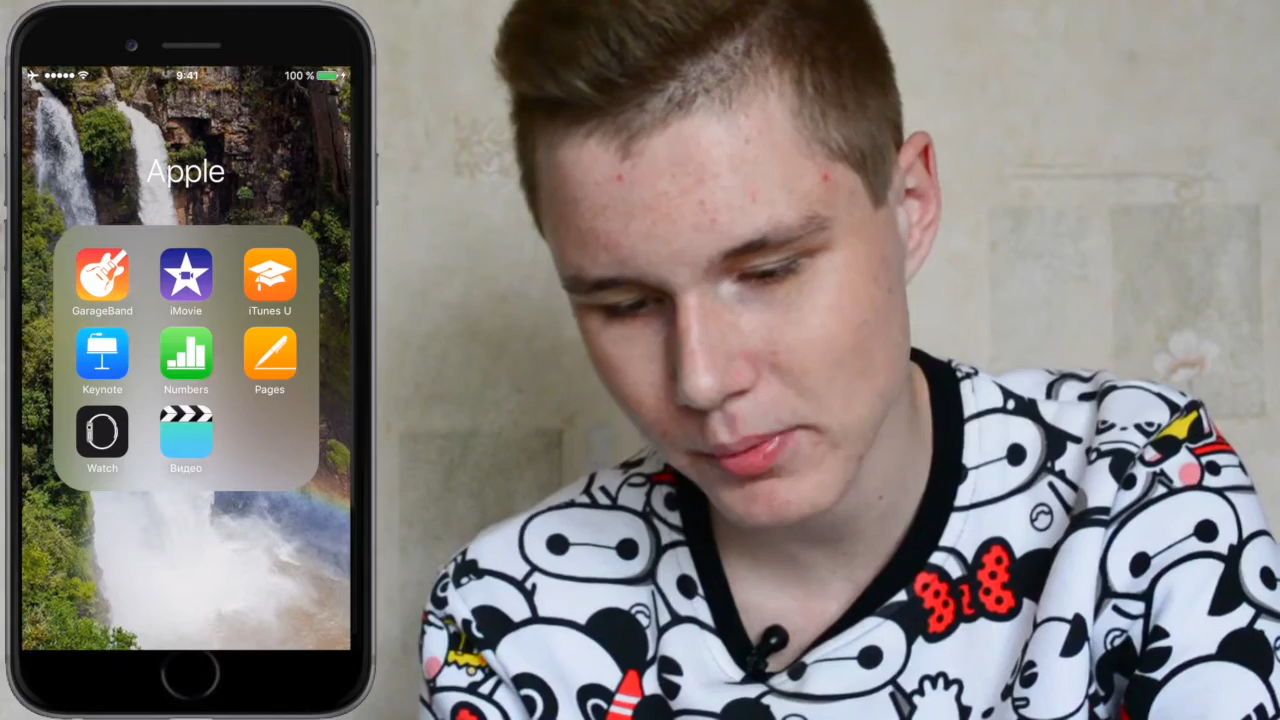 9:41
100 %
Apple
GarageBand
iMovie
iTunes U
Keynote
Numbers
Pages
Watch
Видео